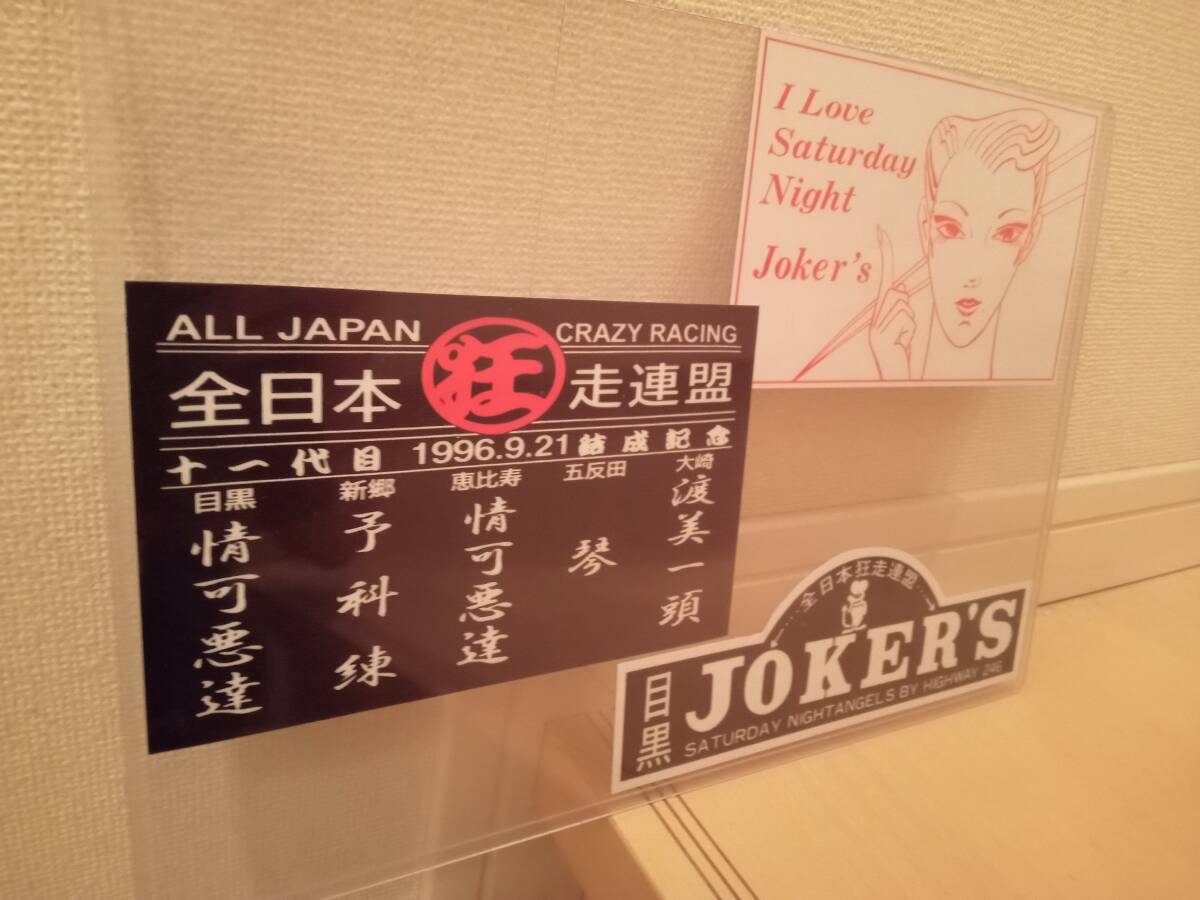 I Love
Saturday
Night
Joker's
ALL JAPAN CRAZY RACING
全日本狂走連盟
十一代目 1996.9.21 結成記念
目黒
情可悪達
新郷
予科練
恵比寿
情可悪達
五反田
琴
大崎
渡美一頭
全日本狂走連盟
目黒
JOKER'S
SATURDAY NIGHTANGELS BY HIGHWAY 246